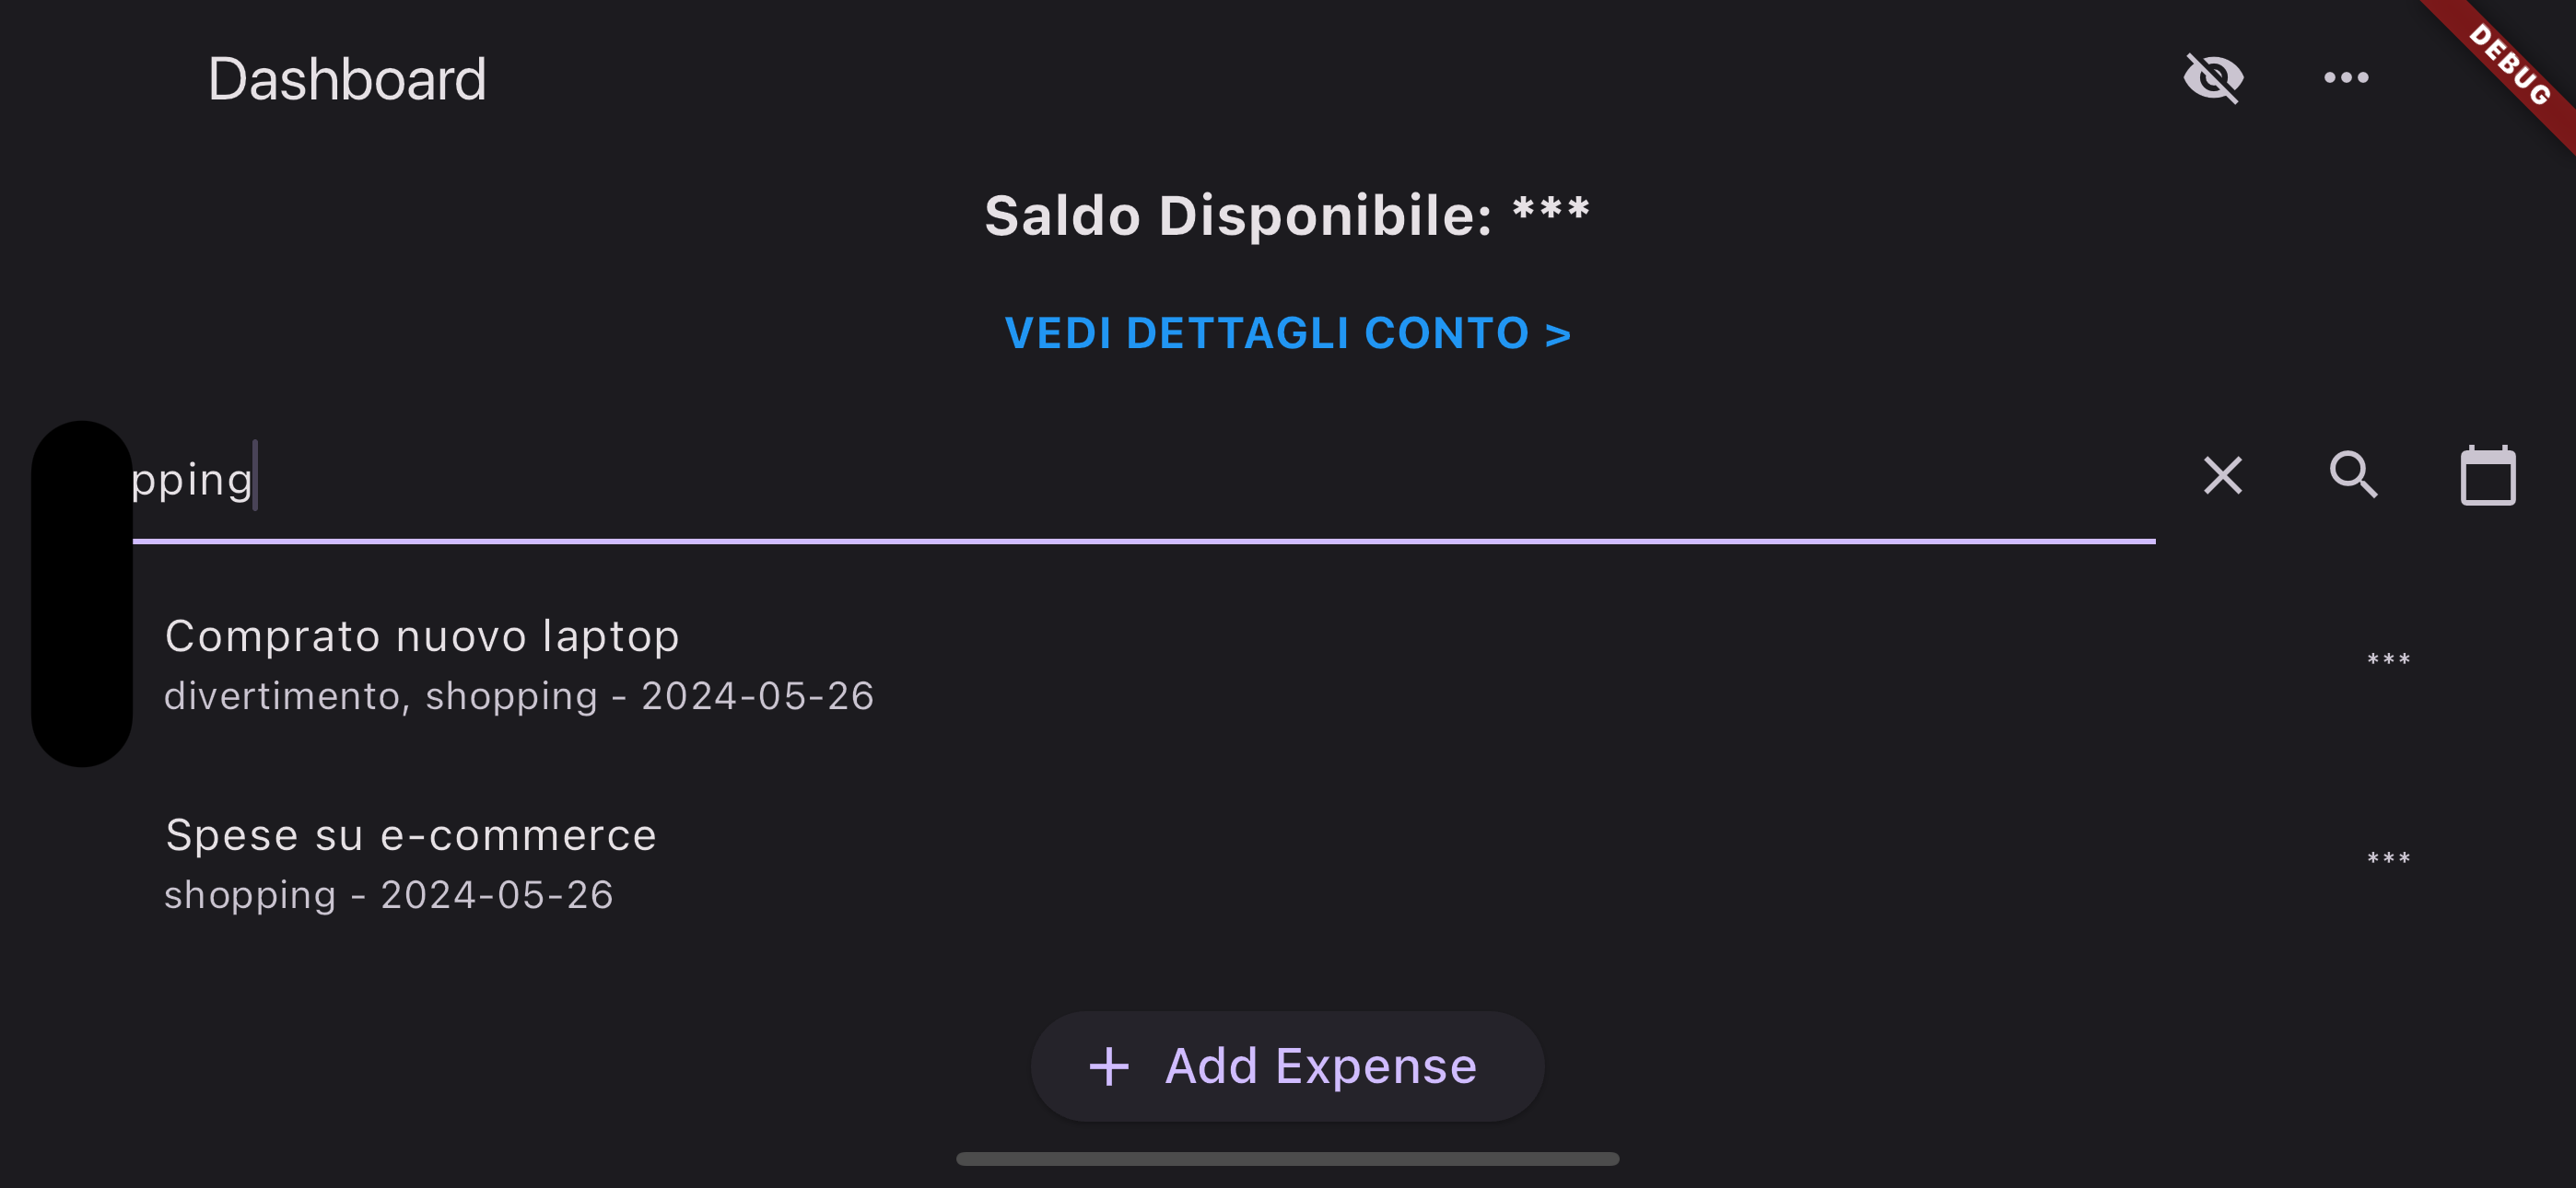 Dashboard
DEBUG
Saldo Disponibile: ***
VEDI DETTAGLI CONTO >
pping
Comprato nuovo laptop
divertimento, shopping - 2024-05-26
***
Spese su e-commerce
shopping - 2024-05-26
***
+ Add Expense